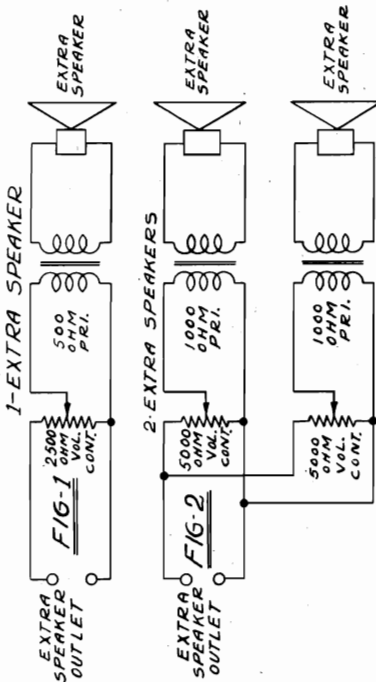 1-EXTRA SPEAKER
EXTRA
SPEAKER
500
OHM
PRI.
2500
OHM
VOL.
CONT.
FIG-1
EXTRA
SPEAKER
OUTLET
2-EXTRA SPEAKERS
EXTRA
SPEAKER
1000
OHM
PRI.
5000
OHM
VOL.
CONT.
FIG-2
EXTRA
SPEAKER
OUTLET
EXTRA
SPEAKER
1000
OHM
PRI.
5000
OHM
VOL.
CONT.